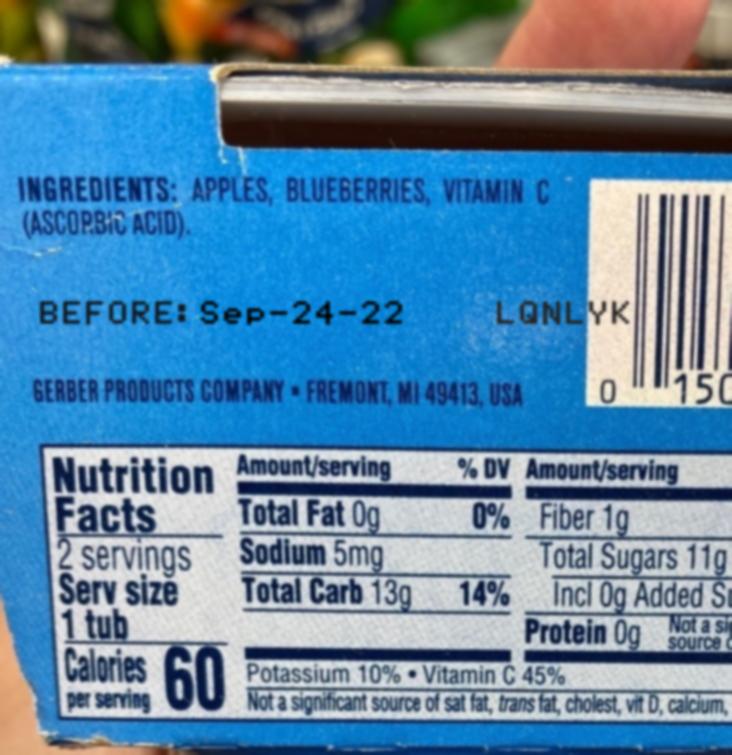 INGREDIENTS: APPLES, BLUEBERRIES, VITAMIN C
(ASCORBIC ACID).
BEFORE: Sep-24-22 LQNLYK
GERBER PRODUCTS COMPANY • FREMONT, MI 49413, USA
0 150
Nutrition
Facts
2 servings
Serv size
1 tub
Calories 60
per serving
Amount/serving % DV
Total Fat 0g 0%
Sodium 5mg
Total Carb 13g 14%
Amount/serving
Fiber 1g
Total Sugars 11g
Incl 0g Added
Protein 0g Not a
source
Potassium 10% • Vitamin C 45%
Not a significant source of sat fat, trans fat, cholest, vit D, calcium,